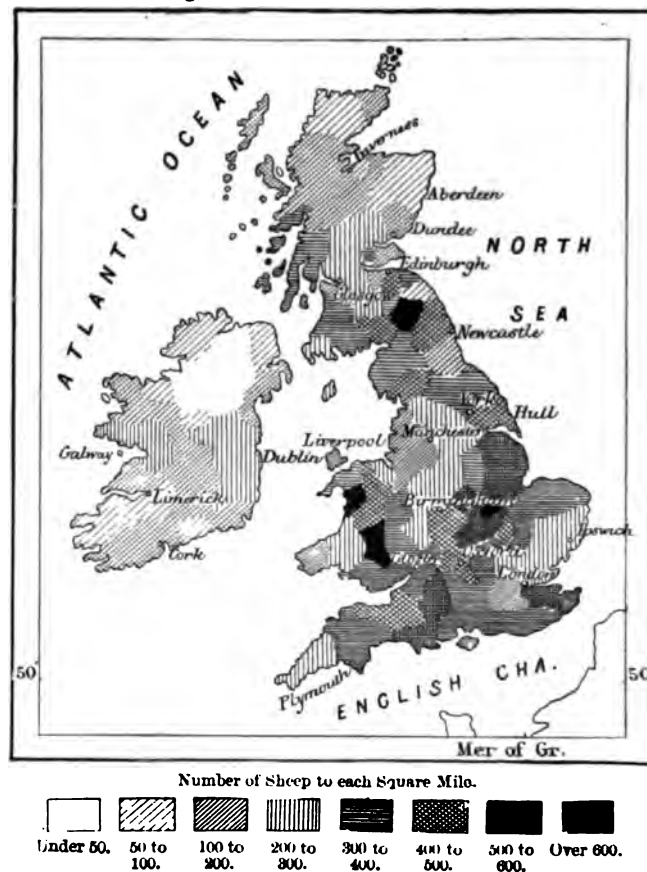 ATLANTIC OCEAN
Inverness
Aberdeen
Dundee
NORTH
Edinburgh
Glasgow
SEA
Newcastle
York
Hull
Manchester
Liverpool
Galway
Dublin
Limerick
Birmingham
Ipswich
Cork
London
Plymouth
ENGLISH CHA.
50° 50
Mer of Gr.
Number of Sheep to each Square Mile.
Under 50. 50 to 100. 100 to 200. 200 to 300. 300 to 400. 400 to 500. 500 to 600. Over 600.